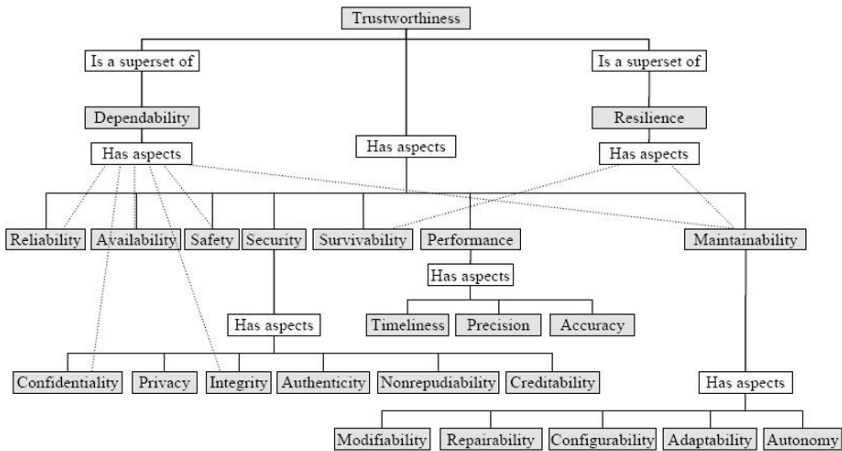 Trustworthiness
Is a superset of
Is a superset of
Dependability
Resilience
Has aspects
Has aspects
Has aspects
Reliability
Availability
Safety
Security
Survivability
Performance
Maintainability
Has aspects
Timeliness
Precision
Accuracy
Has aspects
Confidentiality
Privacy
Integrity
Authenticity
Nonrepudiability
Creditability
Has aspects
Modifiability
Repairability
Configurability
Adaptability
Autonomy